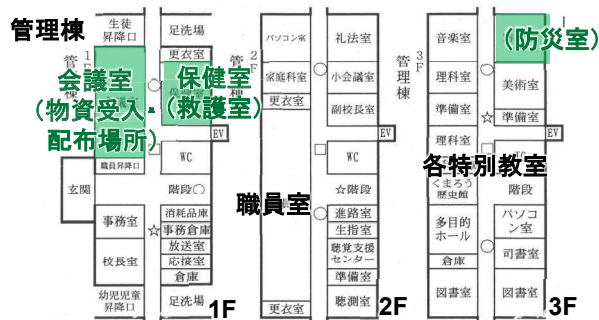 管理棟
1F
管理棟
生徒
昇降口
足洗場
更衣室
会議室
(物資受入・
配布場所)
保健室
(救護室)
EV
WC
職員昇降口
玄関
階段○
消耗品庫
事務室
事務倉庫
☆
放送室
校長室
応接室
倉庫
幼児児童
昇降口
足洗場
1F
2F
管理棟
パソコン室
礼法室
家庭科室
小会議室
更衣室
副校長室
EV
WC
職員室
☆階段
進路室
生指室
聴覚支援
センター
準備室
更衣室
聴測室
2F
3F
管理棟
音楽室
(防災室)
理科室
美術室
準備室
☆
準備室
理科室
EV
WC
各特別教室
くまろう
歴史館
階段
多目的
ホール
パソコ
ン室
倉庫
司書室
図書室
図書室
3F